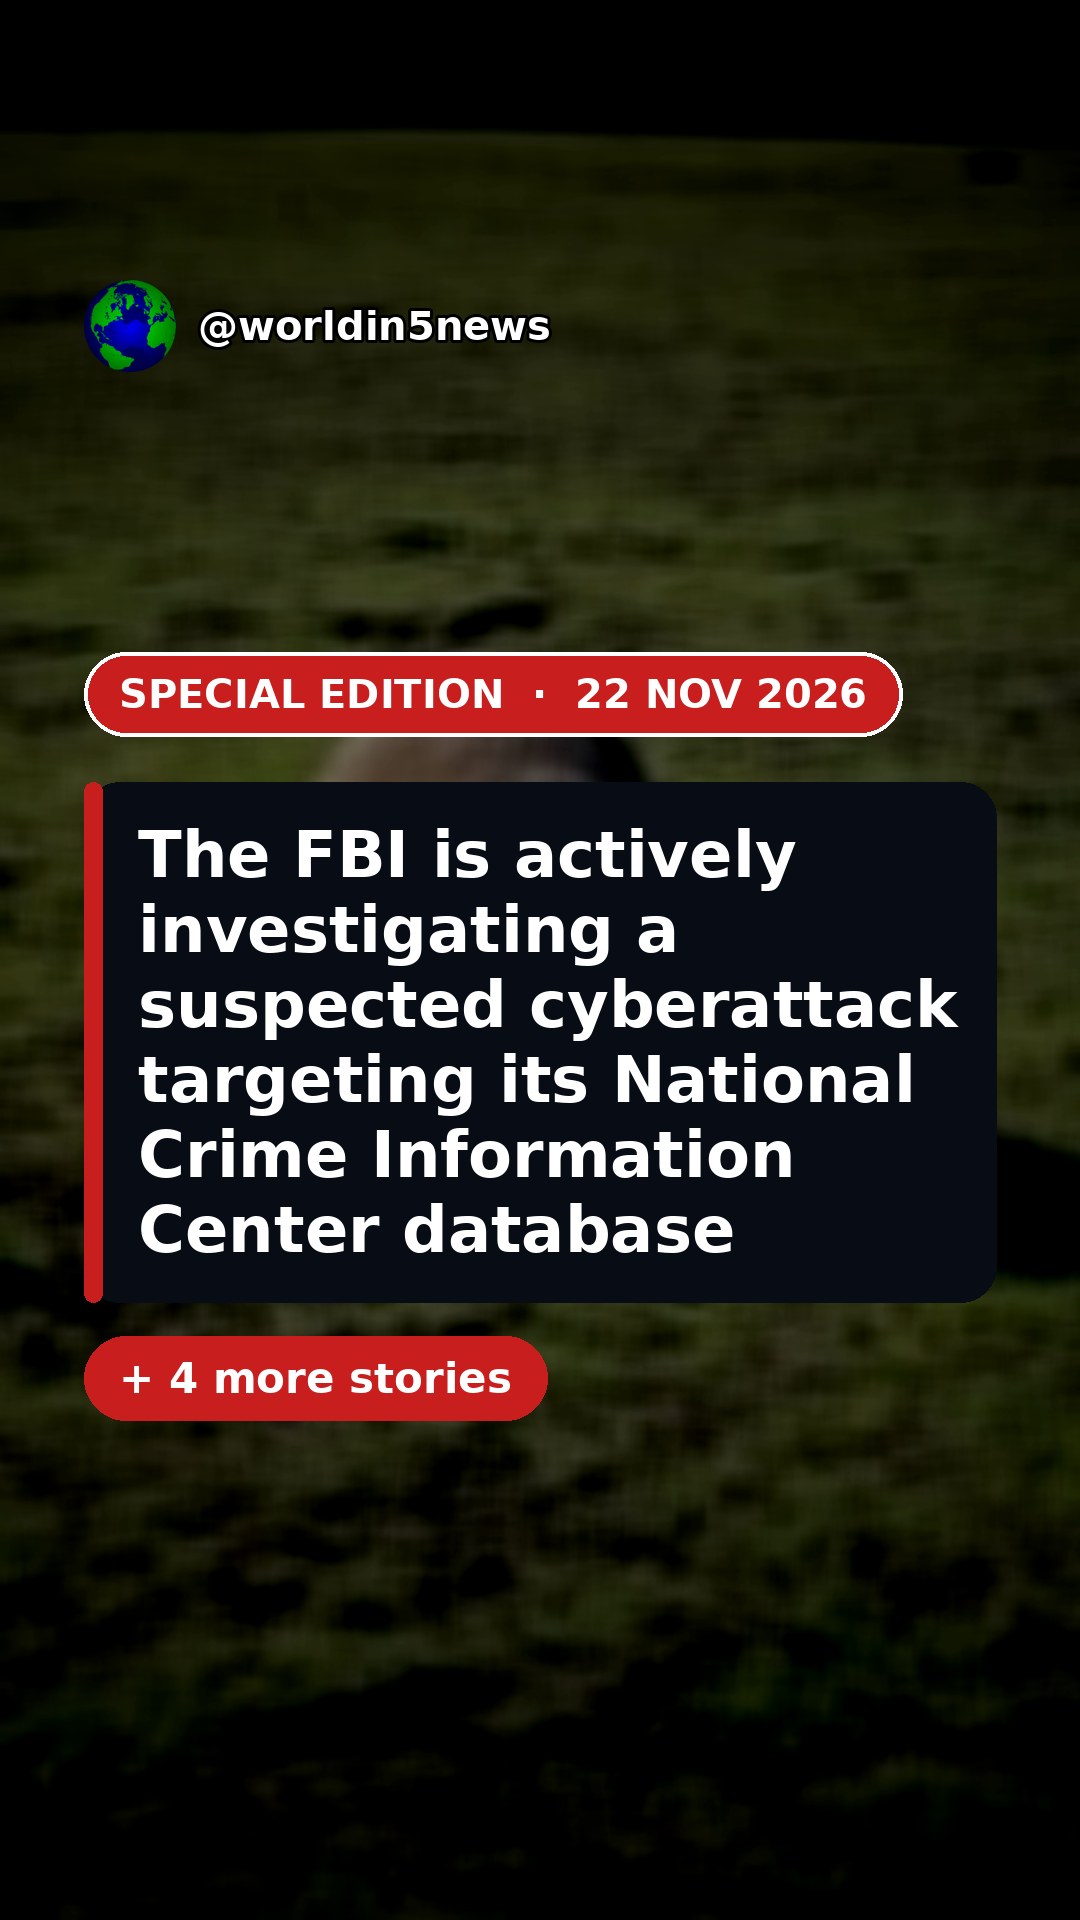 @worldin5news
SPECIAL EDITION · 22 NOV 2026
The FBI is actively
investigating a
suspected cyberattack
targeting its National
Crime Information
Center database
+ 4 more stories